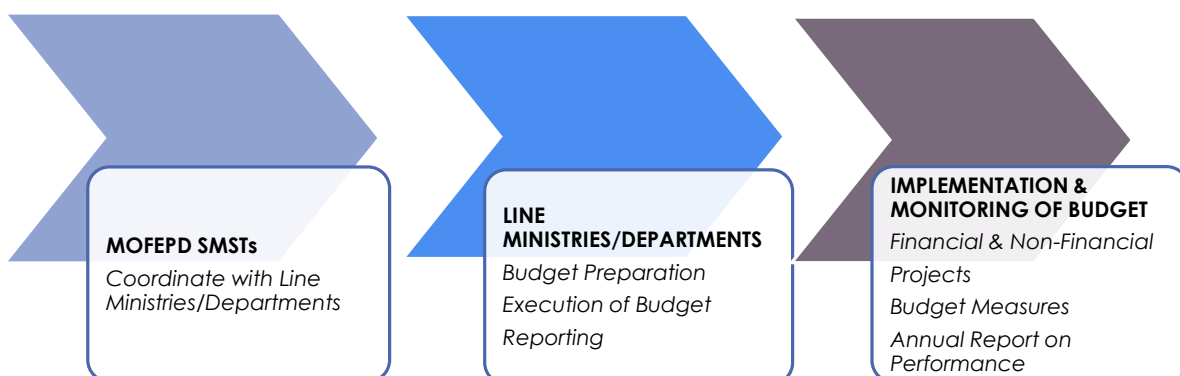 MOFEPD SMSTs
Coordinate with Line
Ministries/Departments
LINE
MINISTRIES/DEPARTMENTS
Budget Preparation
Execution of Budget
Reporting
IMPLEMENTATION &
MONITORING OF BUDGET
Financial & Non-Financial
Projects
Budget Measures
Annual Report on
Performance